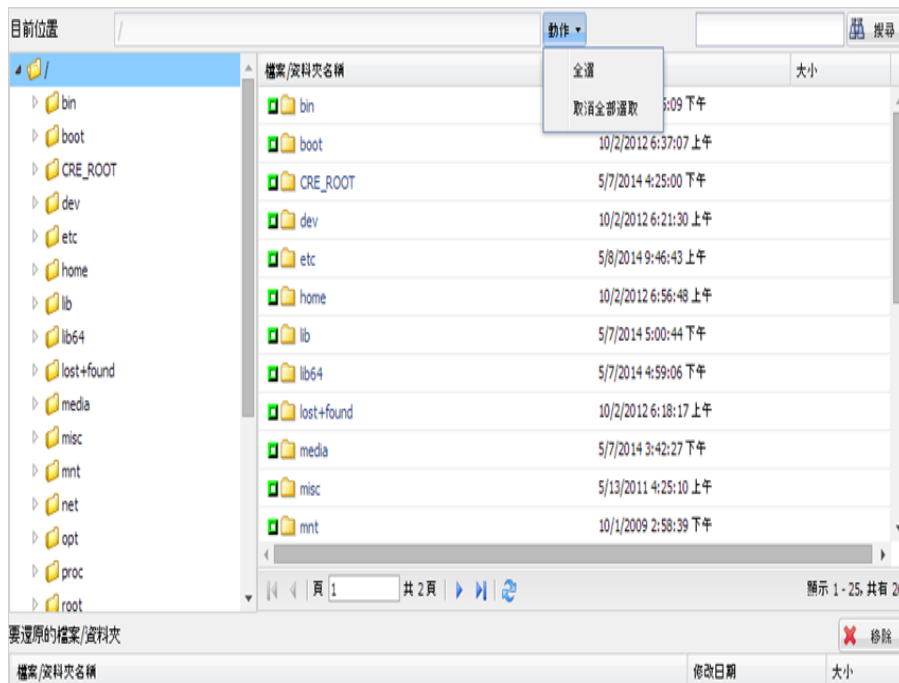 目前位置
/
動作
搜尋
全選
取消全部選取
/
bin
boot
CRE_ROOT
dev
etc
home
lib
lib64
lost+found
media
misc
mnt
net
opt
proc
root
檔案/資料夾名稱 大小
bin 5:09 下午
boot 10/2/2012 6:37:07 上午
CRE_ROOT 5/7/2014 4:25:00 下午
dev 10/2/2012 6:21:30 上午
etc 5/8/2014 9:46:43 上午
home 10/2/2012 6:56:48 上午
lib 5/7/2014 5:00:44 下午
lib64 5/7/2014 4:59:06 下午
lost+found 10/2/2012 6:18:17 上午
media 5/7/2014 3:42:27 下午
misc 5/13/2011 4:25:10 上午
mnt 10/1/2009 2:58:39 下午
頁 1 共 2 頁 顯示 1 - 25, 共有
要還原的檔案/資料夾 移除
檔案/資料夾名稱 修改日期 大小